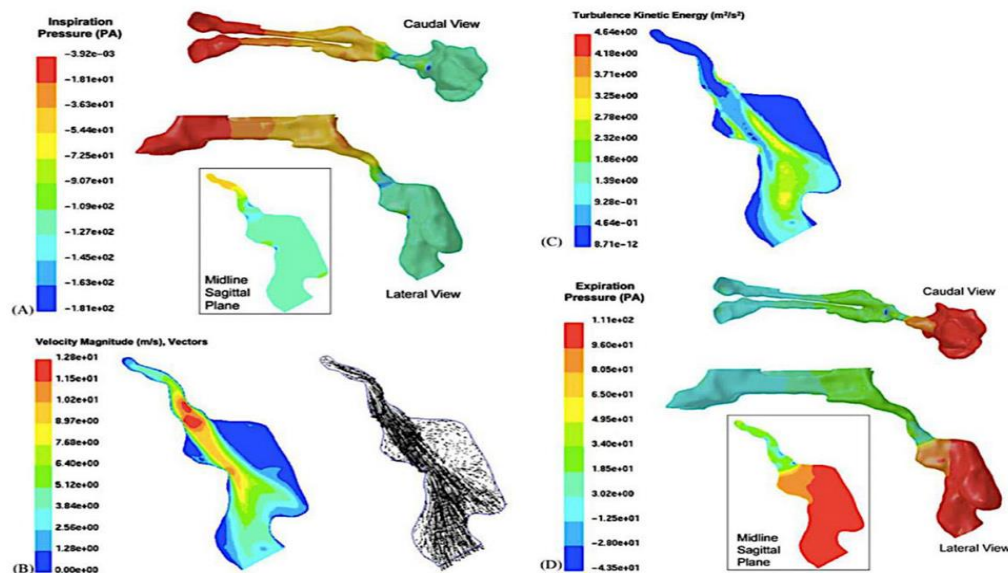 Inspiration
Pressure (PA)
-3.92e-03
-1.81e+01
-3.63e+01
-5.44e+01
-7.25e+01
-9.07e+01
-1.09e+02
-1.27e+02
-1.45e+02
-1.63e+02
-1.81e+02
(A)
Caudal View
Midline
Sagittal
Plane
Lateral View
Velocity Magnitude (m/s), Vectors
1.28e+01
1.15e+01
1.02e+01
8.97e+00
7.68e+00
6.40e+00
5.12e+00
3.84e+00
2.56e+00
1.28e+00
0.00e+00
(B)
Turbulence Kinetic Energy (m²/s²)
4.64e+00
4.18e+00
3.71e+00
3.25e+00
2.78e+00
2.32e+00
1.86e+00
1.39e+00
9.28e-01
4.64e-01
8.71e-12
(C)
Expiration
Pressure (PA)
1.11e+02
9.60e+01
8.05e+01
6.50e+01
4.95e+01
3.40e+01
1.85e+01
3.02e+00
-1.25e+01
-2.80e+01
-4.35e+01
(D)
Caudal View
Midline
Sagittal
Plane
Lateral View